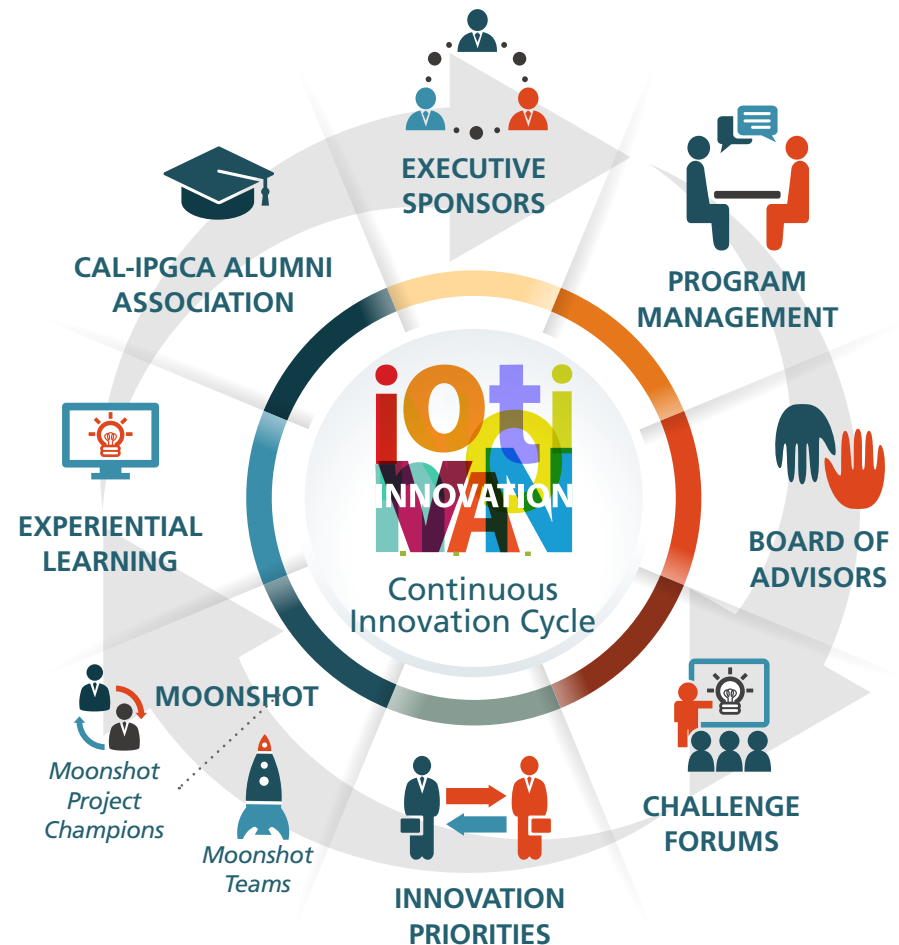 EXECUTIVE
SPONSORS
PROGRAM
MANAGEMENT
BOARD OF
ADVISORS
CHALLENGE
FORUMS
INNOVATION
PRIORITIES
MOONSHOT
Moonshot
Project
Champions
Moonshot
Teams
EXPERIENTIAL
LEARNING
CAL-IPGCA ALUMNI
ASSOCIATION
INNOVATION
Continuous
Innovation Cycle